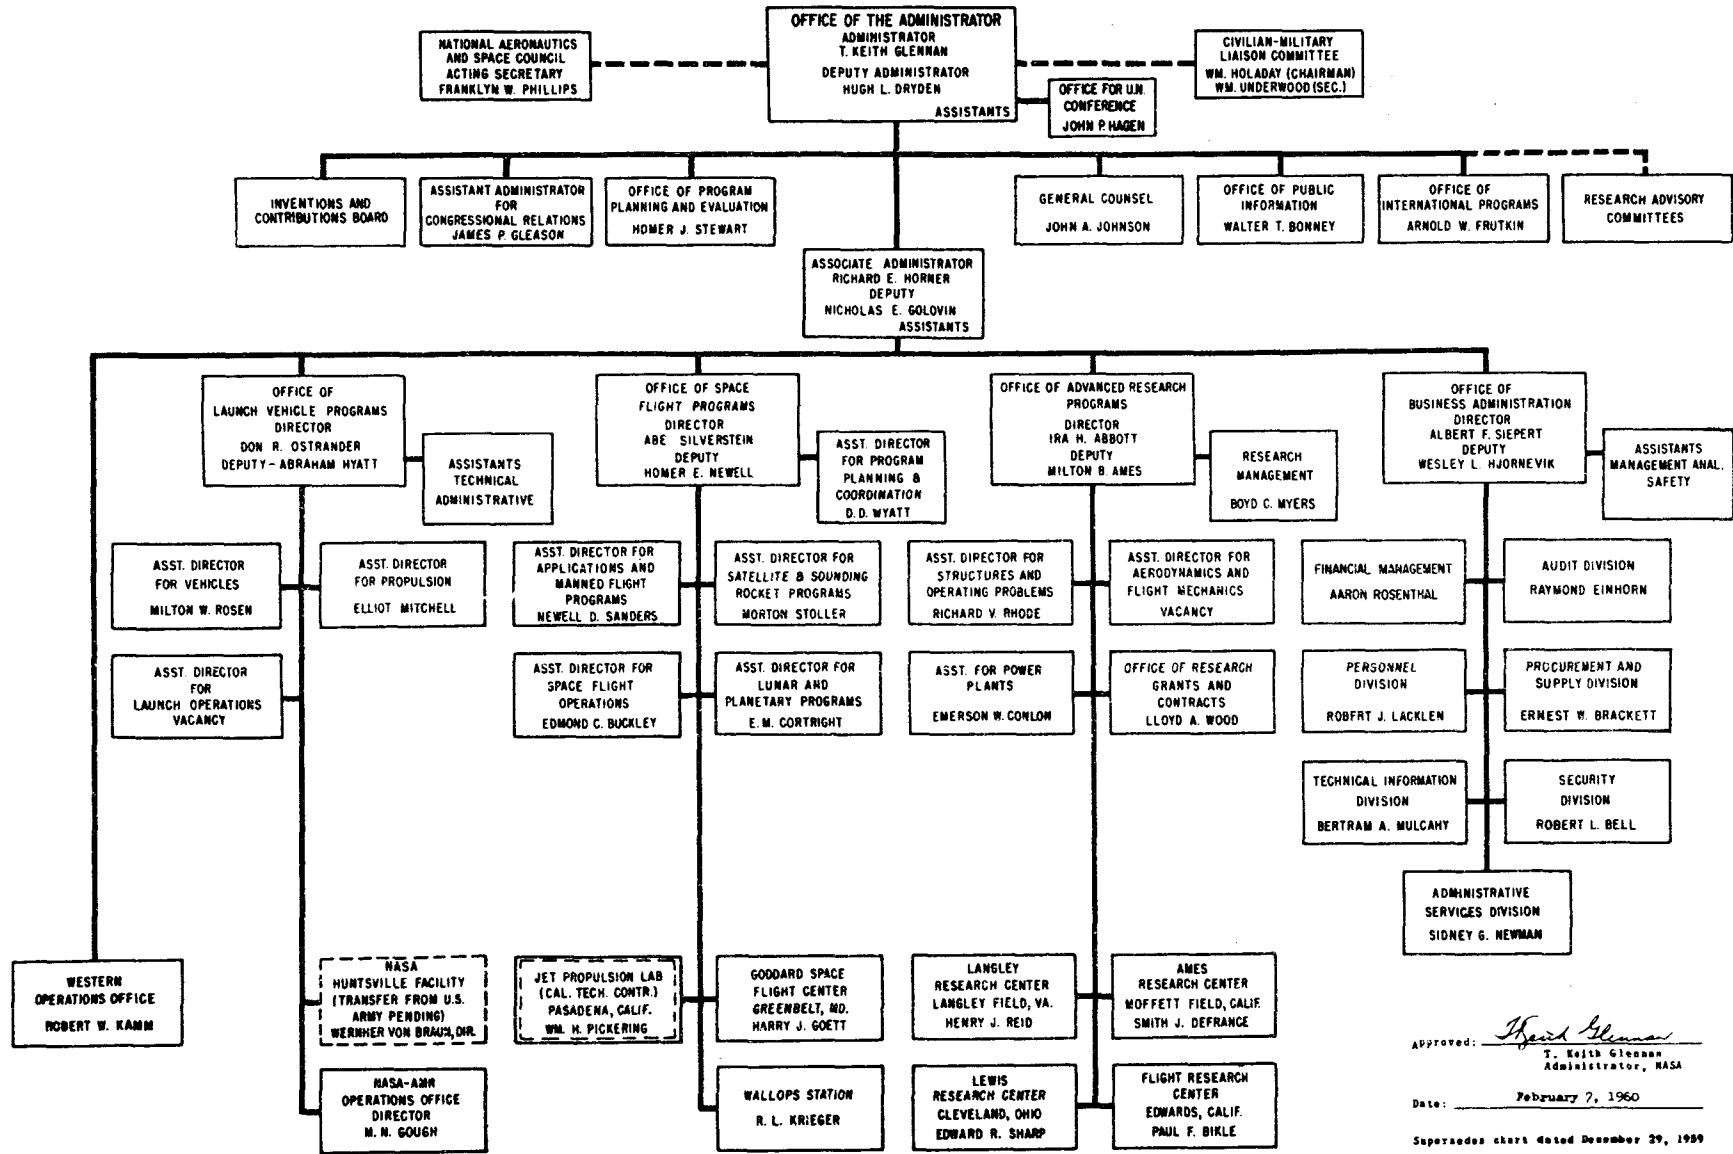 OFFICE OF THE ADMINISTRATOR
ADMINISTRATOR
T. KEITH GLENNAN
DEPUTY ADMINISTRATOR
HUGH L. DRYDEN
ASSISTANTS
NATIONAL AERONAUTICS
AND SPACE COUNCIL
ACTING SECRETARY
FRANKLYN W. PHILLIPS
CIVILIAN-MILITARY
LIAISON COMMITTEE
WM. HOLADAY (CHAIRMAN)
WM. UNDERWOOD (SEC.)
OFFICE FOR U.N.
CONFERENCE
JOHN P. HAGEN
INVENTIONS AND
CONTRIBUTIONS BOARD
ASSISTANT ADMINISTRATOR
FOR
CONGRESSIONAL RELATIONS
JAMES P. GLEASON
OFFICE OF PROGRAM
PLANNING AND EVALUATION
HOMER J. STEWART
GENERAL COUNSEL
JOHN A. JOHNSON
OFFICE OF PUBLIC
INFORMATION
WALTER T. BONNEY
OFFICE OF
INTERNATIONAL PROGRAMS
ARNOLD W. FRUTKIN
RESEARCH ADVISORY
COMMITTEES
ASSOCIATE ADMINISTRATOR
RICHARD E. HORNER
DEPUTY
NICHOLAS E. GOLOVIN
ASSISTANTS
OFFICE OF
LAUNCH VEHICLE PROGRAMS
DIRECTOR
DON R. OSTRANDER
DEPUTY-ABRAHAM HYATT
ASSISTANTS
TECHNICAL
ADMINISTRATIVE
OFFICE OF SPACE
FLIGHT PROGRAMS
DIRECTOR
ABE SILVERSTEIN
DEPUTY
HOMER E. NEWELL
ASST. DIRECTOR
FOR PROGRAM
PLANNING &
COORDINATION
D.D. WYATT
OFFICE OF ADVANCED RESEARCH
PROGRAMS
DIRECTOR
IRA H. ABBOTT
DEPUTY
MILTON B. AMES
RESEARCH
MANAGEMENT
BOYD C. MYERS
OFFICE OF
BUSINESS ADMINISTRATION
DIRECTOR
ALBERT F. SIEPERT
DEPUTY
WESLEY L. HJORNEVIK
ASSISTANTS
MANAGEMENT ANAL.
SAFETY
ASST. DIRECTOR
FOR VEHICLES
MILTON W. ROSEN
ASST. DIRECTOR
FOR PROPULSION
ELLIOT MITCHELL
ASST. DIRECTOR FOR
APPLICATIONS AND
MANNED FLIGHT
PROGRAMS
NEWELL D. SANDERS
ASST. DIRECTOR FOR
SATELLITE & SOUNDING
ROCKET PROGRAMS
MORTON STOLLER
ASST. DIRECTOR FOR
STRUCTURES AND
OPERATING PROBLEMS
RICHARD V. RHODE
ASST. DIRECTOR FOR
AERODYNAMICS AND
FLIGHT MECHANICS
VACANCY
FINANCIAL MANAGEMENT
AARON ROSENTHAL
AUDIT DIVISION
RAYMOND EINHORN
ASST. DIRECTOR
FOR
LAUNCH OPERATIONS
VACANCY
ASST. DIRECTOR FOR
SPACE FLIGHT
OPERATIONS
EDMOND C. BUCKLEY
ASST. DIRECTOR FOR
LUNAR AND
PLANETARY PROGRAMS
E.M. CORTRIGHT
ASST. FOR POWER
PLANTS
EMERSON W. CONLON
OFFICE OF RESEARCH
GRANTS AND
CONTRACTS
LLOYD A. WOOD
PERSONNEL
DIVISION
ROBERT J. LACKLEN
PROCUREMENT AND
SUPPLY DIVISION
ERNEST W. BRACKETT
TECHNICAL INFORMATION
DIVISION
BERTRAM A. MULCAHY
SECURITY
DIVISION
ROBERT L. BELL
ADMINISTRATIVE
SERVICES DIVISION
SIDNEY G. NEWMAN
WESTERN
OPERATIONS OFFICE
ROBERT W. KAMM
NASA
HUNTSVILLE FACILITY
(TRANSFER FROM U.S.
ARMY PENDING)
WERNHER VON BRAUN, DIR.
JET PROPULSION LAB
(CAL. TECH. CONTR.)
PASADENA, CALIF.
WM. H. PICKERING
GODDARD SPACE
FLIGHT CENTER
GREENBELT, MD.
HARRY J. GOETT
LANGLEY
RESEARCH CENTER
LANGLEY FIELD, VA.
HENRY J. REID
AMES
RESEARCH CENTER
MOFFETT FIELD, CALIF.
SMITH J. DEFRANCE
NASA-AMR
OPERATIONS OFFICE
DIRECTOR
M. N. GOUGH
WALLOPS STATION
R. L. KRIEGER
LEWIS
RESEARCH CENTER
CLEVELAND, OHIO
EDWARD R. SHARP
FLIGHT RESEARCH
CENTER
EDWARDS, CALIF.
PAUL F. BIKLE
Approved: T Keith Glennan
T. Keith Glennan
Administrator, NASA
Date: February 7, 1960
Supersedes chart dated December 29, 1959